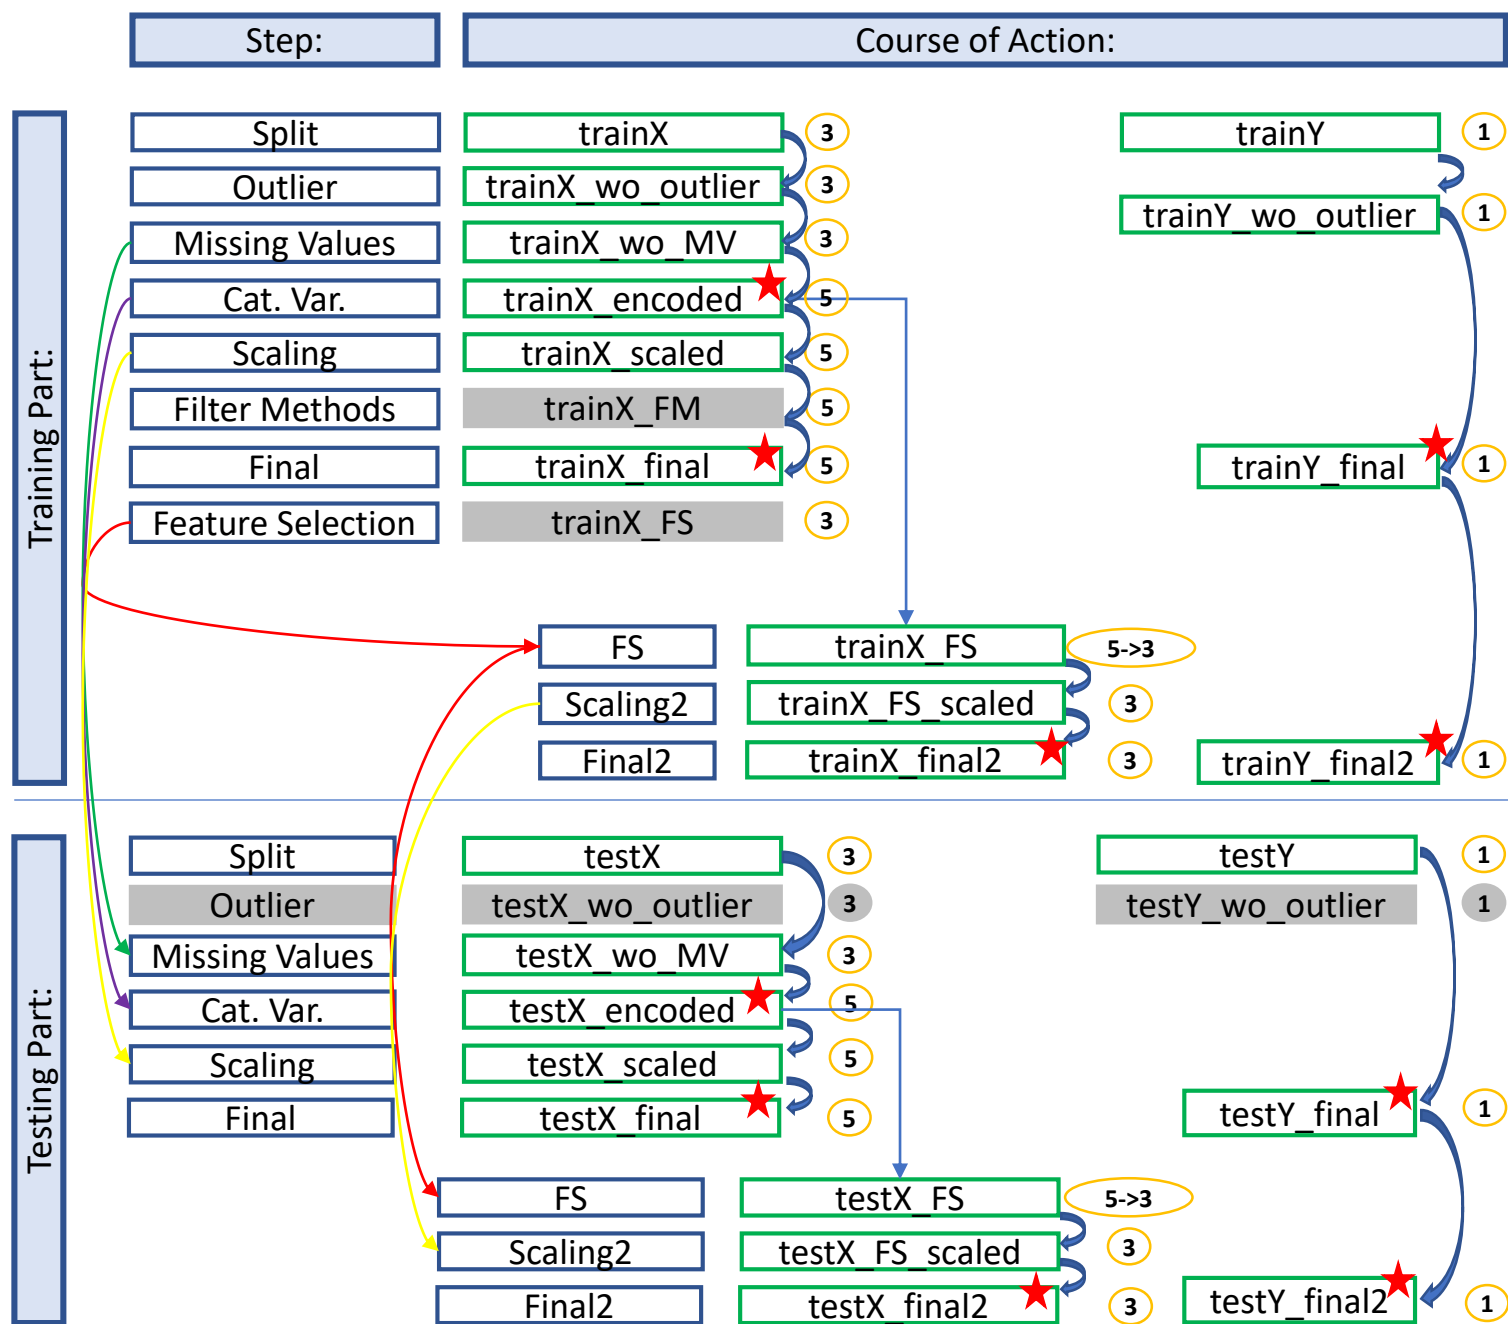 Step:
Course of Action:
Training Part:
Split
trainX
3
trainY
1
Outlier
trainX_wo_outlier
3
trainY_wo_outlier
1
Missing Values
trainX_wo_MV
3
Cat. Var.
trainX_encoded
5
Scaling
trainX_scaled
5
Filter Methods
trainX_FM
5
Final
trainX_final
5
trainY_final
1
Feature Selection
trainX_FS
3
FS
trainX_FS
5->3
Scaling2
trainX_FS_scaled
3
Final2
trainX_final2
3
trainY_final2
1
Testing Part:
Split
testX
3
testY
1
Outlier
testX_wo_outlier
3
testY_wo_outlier
1
Missing Values
testX_wo_MV
3
Cat. Var.
testX_encoded
5
Scaling
testX_scaled
5
Final
testX_final
5
testY_final
1
FS
testX_FS
5->3
Scaling2
testX_FS_scaled
3
Final2
testX_final2
3
testY_final2
1